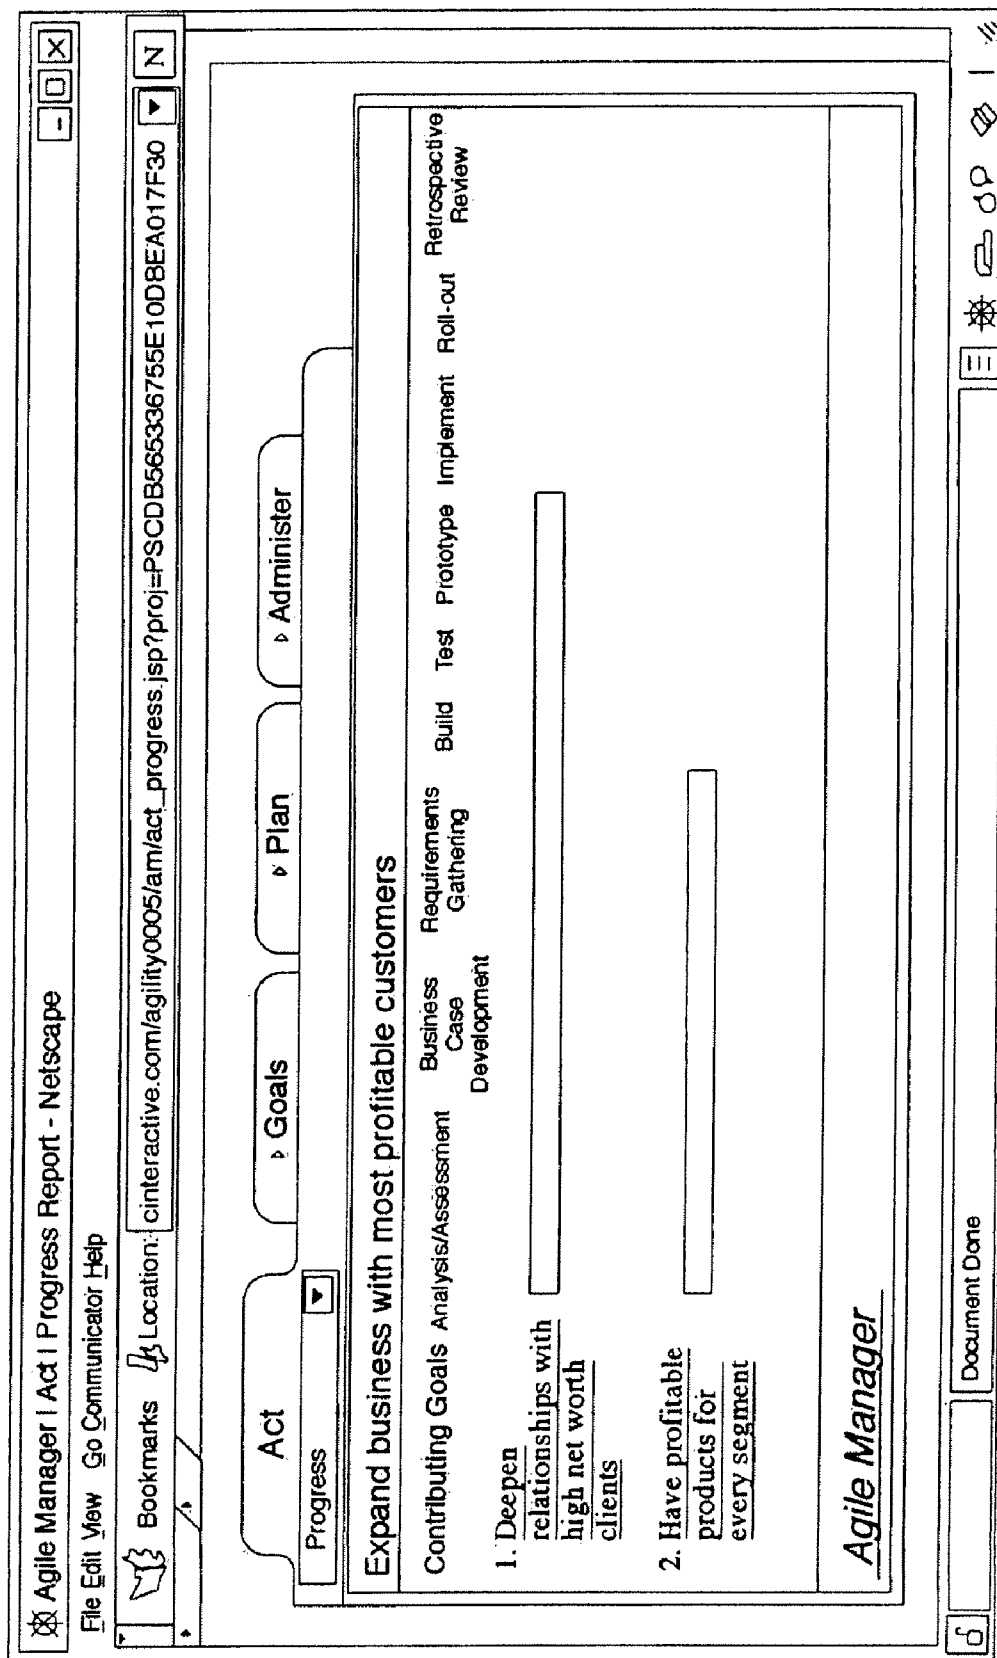 Agile Manager | Act | Progress Report - Netscape
File Edit View Go Communicator Help
Bookmarks Location: cinteractive.com/agility0005/am/act_progress.jsp?proj=PSCDB565336755E10DBEA017F30 N
Act Goals Plan Administer
Progress
Expand business with most profitable customers
Contributing Goals Analysis/Assessment Business Case Development Requirements Gathering Build Test Prototype Implement Roll-out Retrospective Review
1. Deepen
relationships with
high net worth
clients
2. Have profitable
products for
every segment
Agile Manager
Document Done